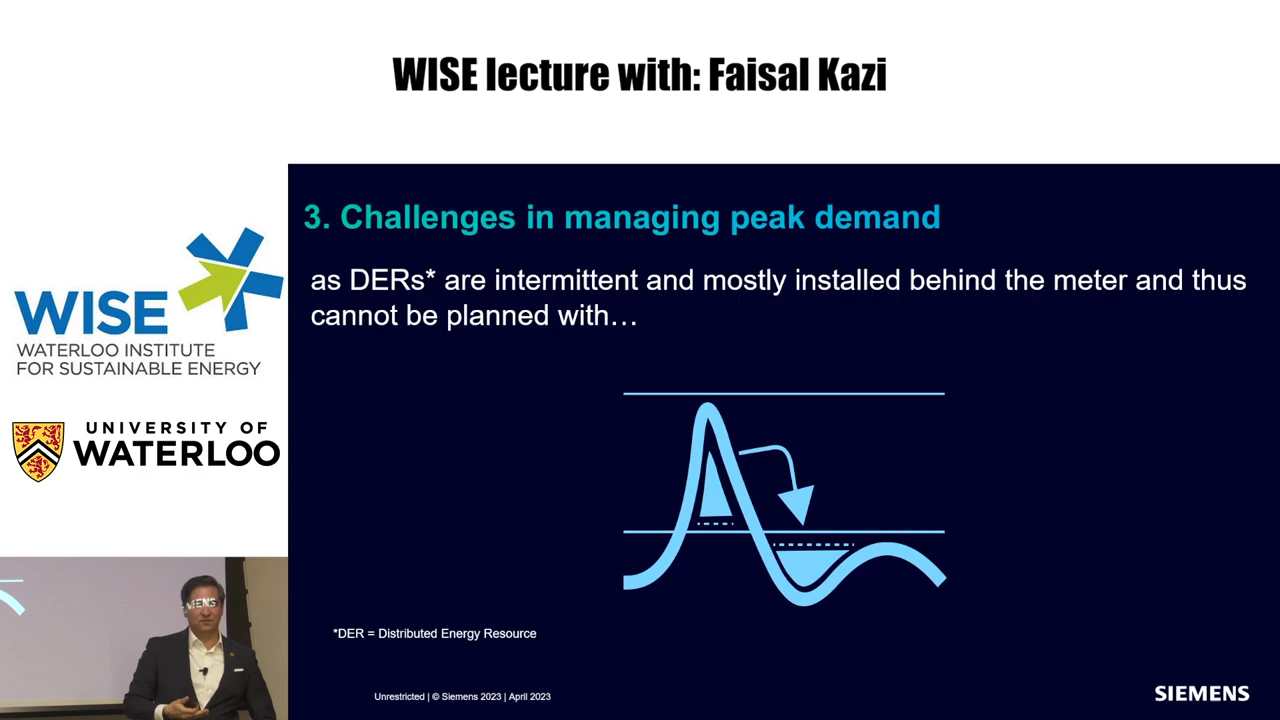 WISE lecture with: Faisal Kazi
WISE
WATERLOO INSTITUTE
FOR SUSTAINABLE ENERGY
UNIVERSITY OF
WATERLOO
3. Challenges in managing peak demand
as DERs* are intermittent and mostly installed behind the meter and thus
cannot be planned with…
*DER = Distributed Energy Resource
Unrestricted | © Siemens 2023 | April 2023
SIEMENS